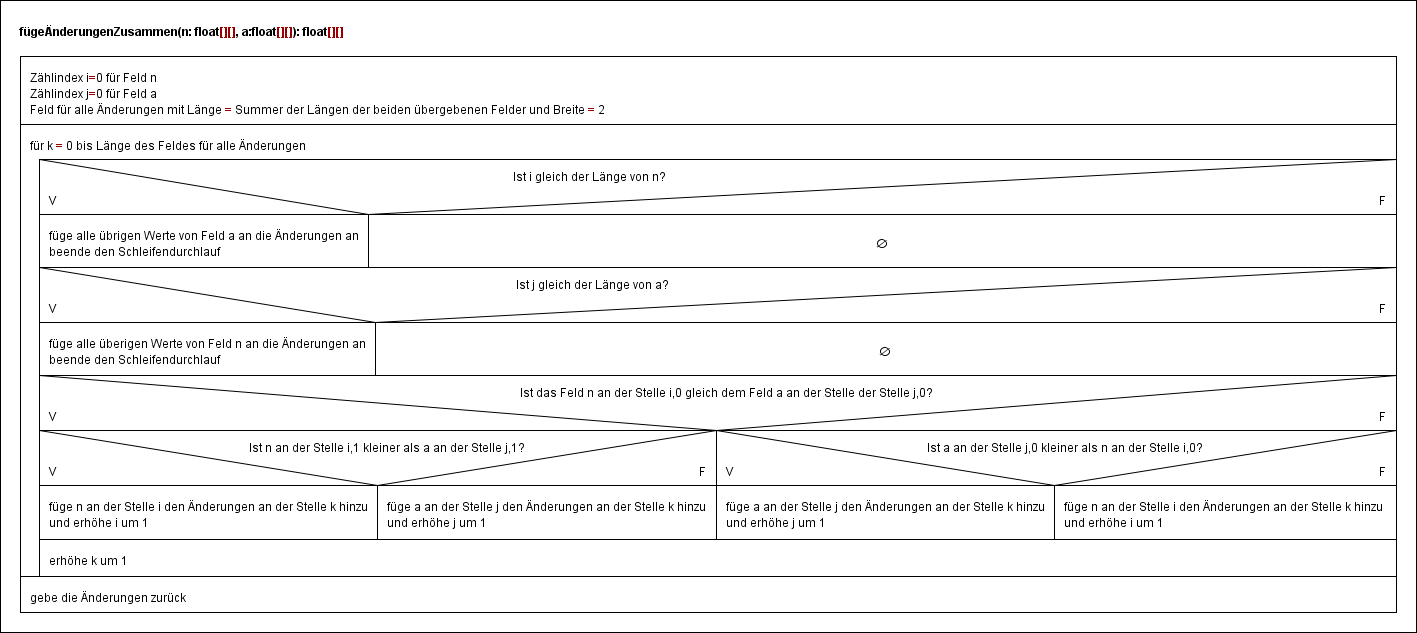 fügeÄnderungenZusammen(n: float[][], a:float[][]): float[][]
Zählindex i=0 für Feld n
Zählindex j=0 für Feld a
Feld für alle Änderungen mit Länge = Summer der Längen der beiden übergebenen Felder und Breite = 2
für k = 0 bis Länge des Feldes für alle Änderungen
Ist i gleich der Länge von n?
V
F
füge alle übrigen Werte von Feld a an die Änderungen an
beende den Schleifendurchlauf
∅
Ist j gleich der Länge von a?
V
F
füge alle überigen Werte von Feld n an die Änderungen an
beende den Schleifendurchlauf
∅
Ist das Feld n an der Stelle i,0 gleich dem Feld a an der Stelle der Stelle j,0?
V
F
Ist n an der Stelle i,1 kleiner als a an der Stelle j,1?
V
F
Ist a an der Stelle j,0 kleiner als n an der Stelle i,0?
V
F
füge n an der Stelle i den Änderungen an der Stelle k hinzu
und erhöhe i um 1
füge a an der Stelle j den Änderungen an der Stelle k hinzu
und erhöhe j um 1
füge a an der Stelle j den Änderungen an der Stelle k hinzu
und erhöhe j um 1
füge n an der Stelle i den Änderungen an der Stelle k hinzu
und erhöhe i um 1
erhöhe k um 1
gebe die Änderungen zurück